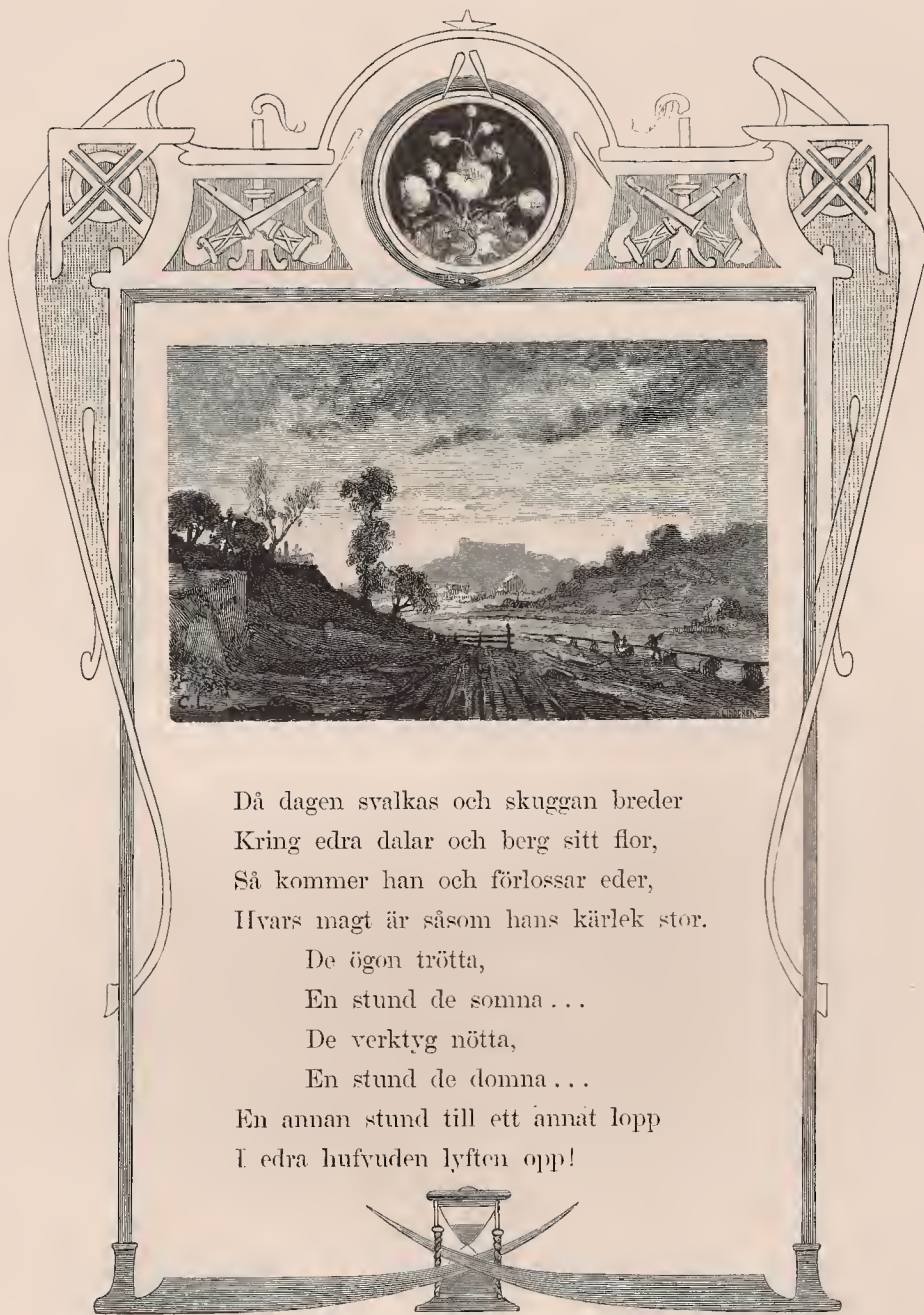 C. L.
Då dagen svalkas och skuggan breder
Kring edra dalar och berg sitt flor,
Så kommer han och förlossar eder,
Hvars magt är såsom hans kärlek stor.
De ögon trötta,
En stund de somna...
De verktyg nötta,
En stund de domna...
En annan stund till ett annat lopp
I edra hufvuden lyften opp!